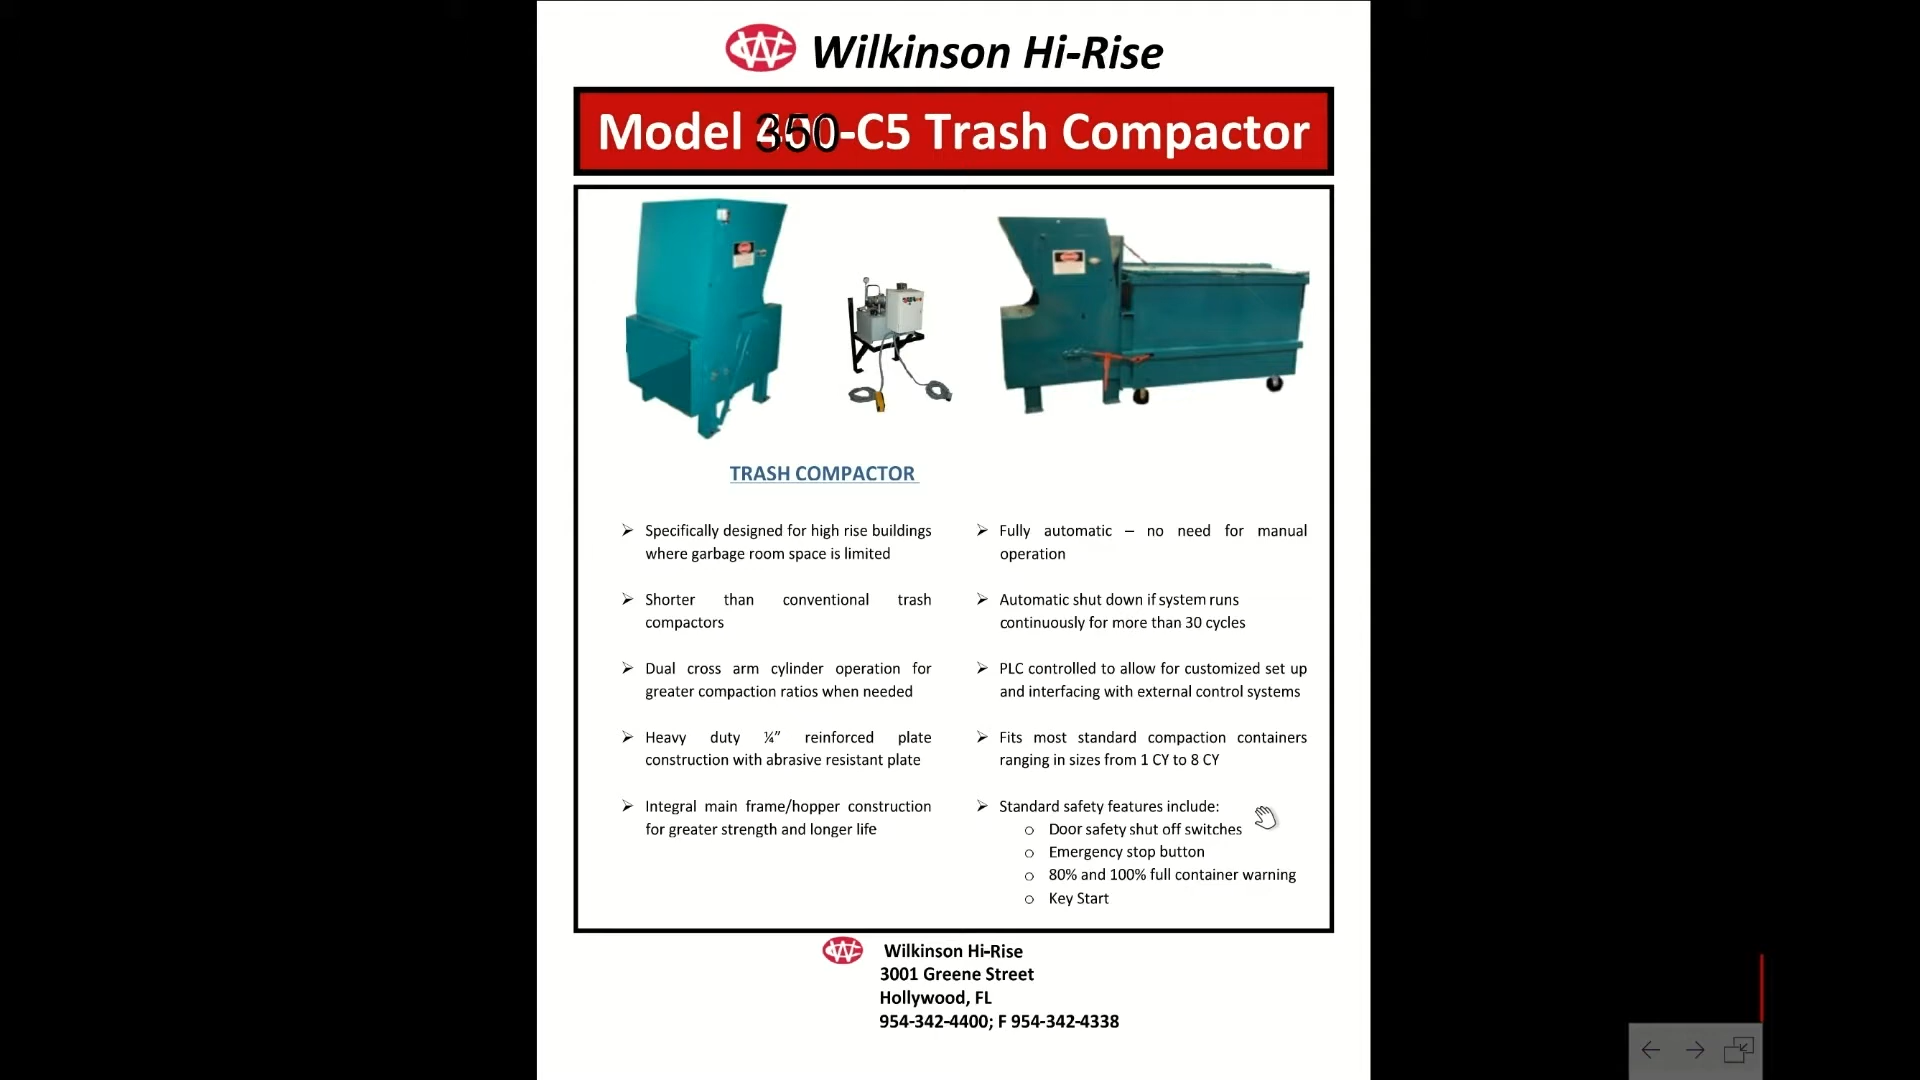 Wilkinson Hi-Rise
Model 350-C5 Trash Compactor
TRASH COMPACTOR
Specifically designed for high rise buildings
where garbage room space is limited
Shorter than conventional trash
compactors
Dual cross arm cylinder operation for
greater compaction ratios when needed
Heavy duty ¼” reinforced plate
construction with abrasive resistant plate
Integral main frame/hopper construction
for greater strength and longer life
Fully automatic – no need for manual
operation
Automatic shut down if system runs
continuously for more than 30 cycles
PLC controlled to allow for customized set up
and interfacing with external control systems
Fits most standard compaction containers
ranging in sizes from 1 CY to 8 CY
Standard safety features include:
Door safety shut off switches
Emergency stop button
80% and 100% full container warning
Key Start
Wilkinson Hi-Rise
3001 Greene Street
Hollywood, FL
954-342-4400; F 954-342-4338